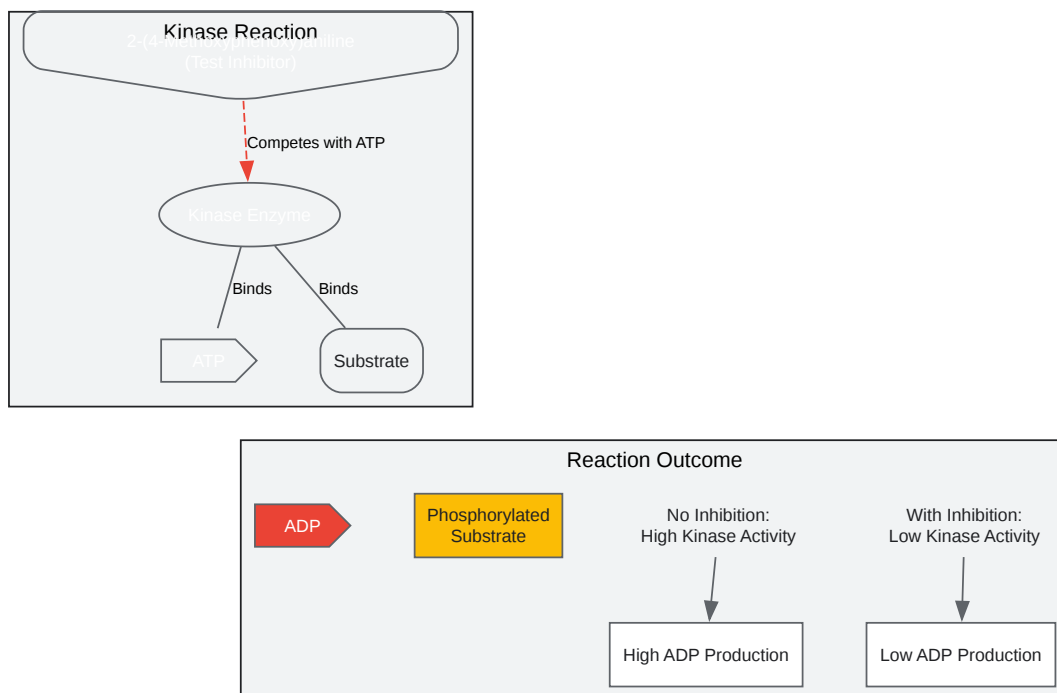 Kinase Reaction
2-(4-Methoxyphenoxy)aniline
(Test Inhibitor)
Competes with ATP
Kinase Enzyme
Binds
Binds
ATP
Substrate
Reaction Outcome
ADP
Phosphorylated
Substrate
No Inhibition:
High Kinase Activity
With Inhibition:
Low Kinase Activity
High ADP Production
Low ADP Production